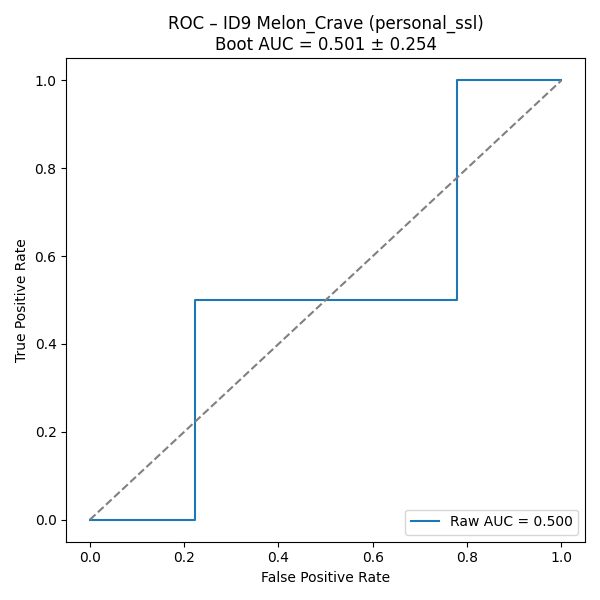 ROC – ID9 Melon_Crave (personal_ssl)
Boot AUC = 0.501 ± 0.254
1.0
0.8
0.6
0.4
0.2
0.0
True Positive Rate
Raw AUC = 0.500
0.0 0.2 0.4 0.6 0.8 1.0
False Positive Rate